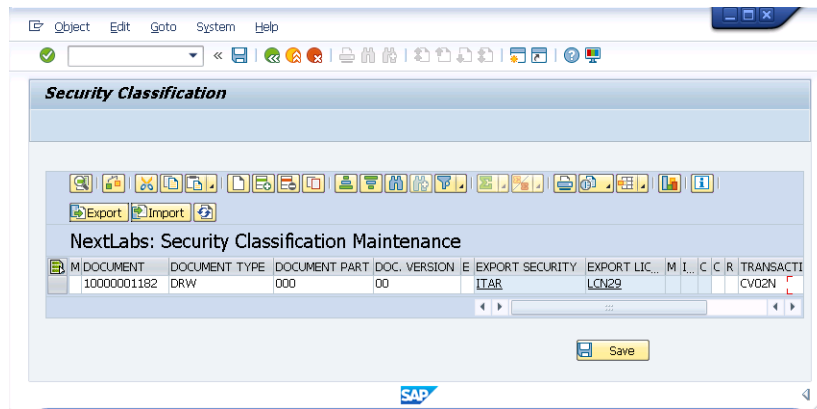 Object Edit Goto System Help
Security Classification
Export Import
NextLabs: Security Classification Maintenance
M DOCUMENT DOCUMENT TYPE DOCUMENT PART DOC. VERSION E EXPORT SECURITY EXPORT LIC... M I... C C R TRANSACTI
10000001182 DRW 000 00 ITAR LCN29 CV02N
Save
SAP